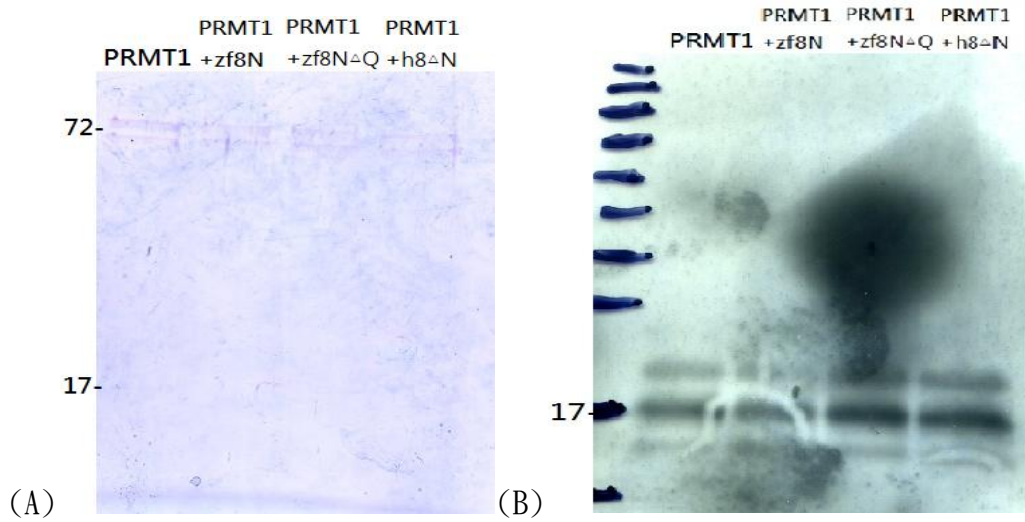 PRMT1 PRMT1 PRMT1
PRMT1 +zf8N +zf8N△Q +h8△N
72-
17-
(A)
PRMT1 PRMT1 PRMT1
PRMT1 +zf8N +zf8N△Q +h8△N
17-
(B)